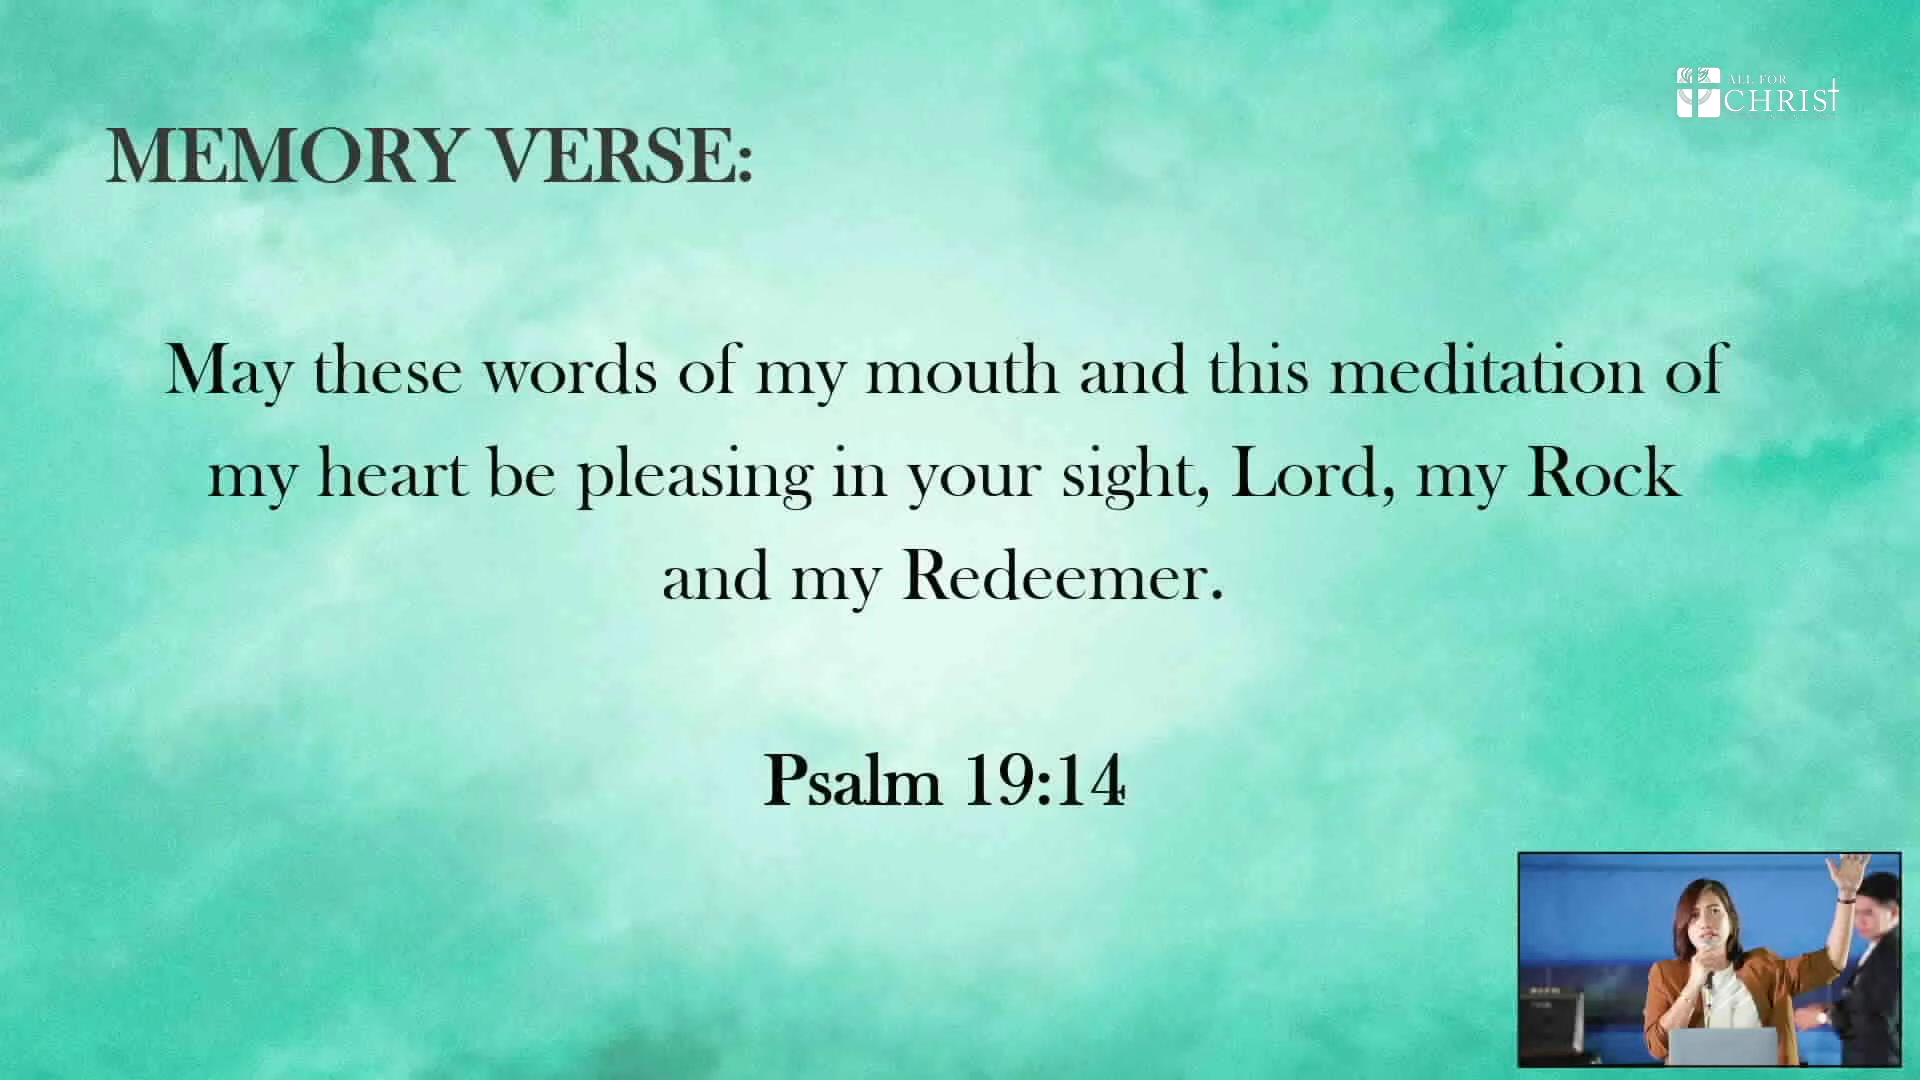 ALL FOR
CHRIST
MEMORY VERSE:
May these words of my mouth and this meditation of
my heart be pleasing in your sight, Lord, my Rock
and my Redeemer.
Psalm 19:14